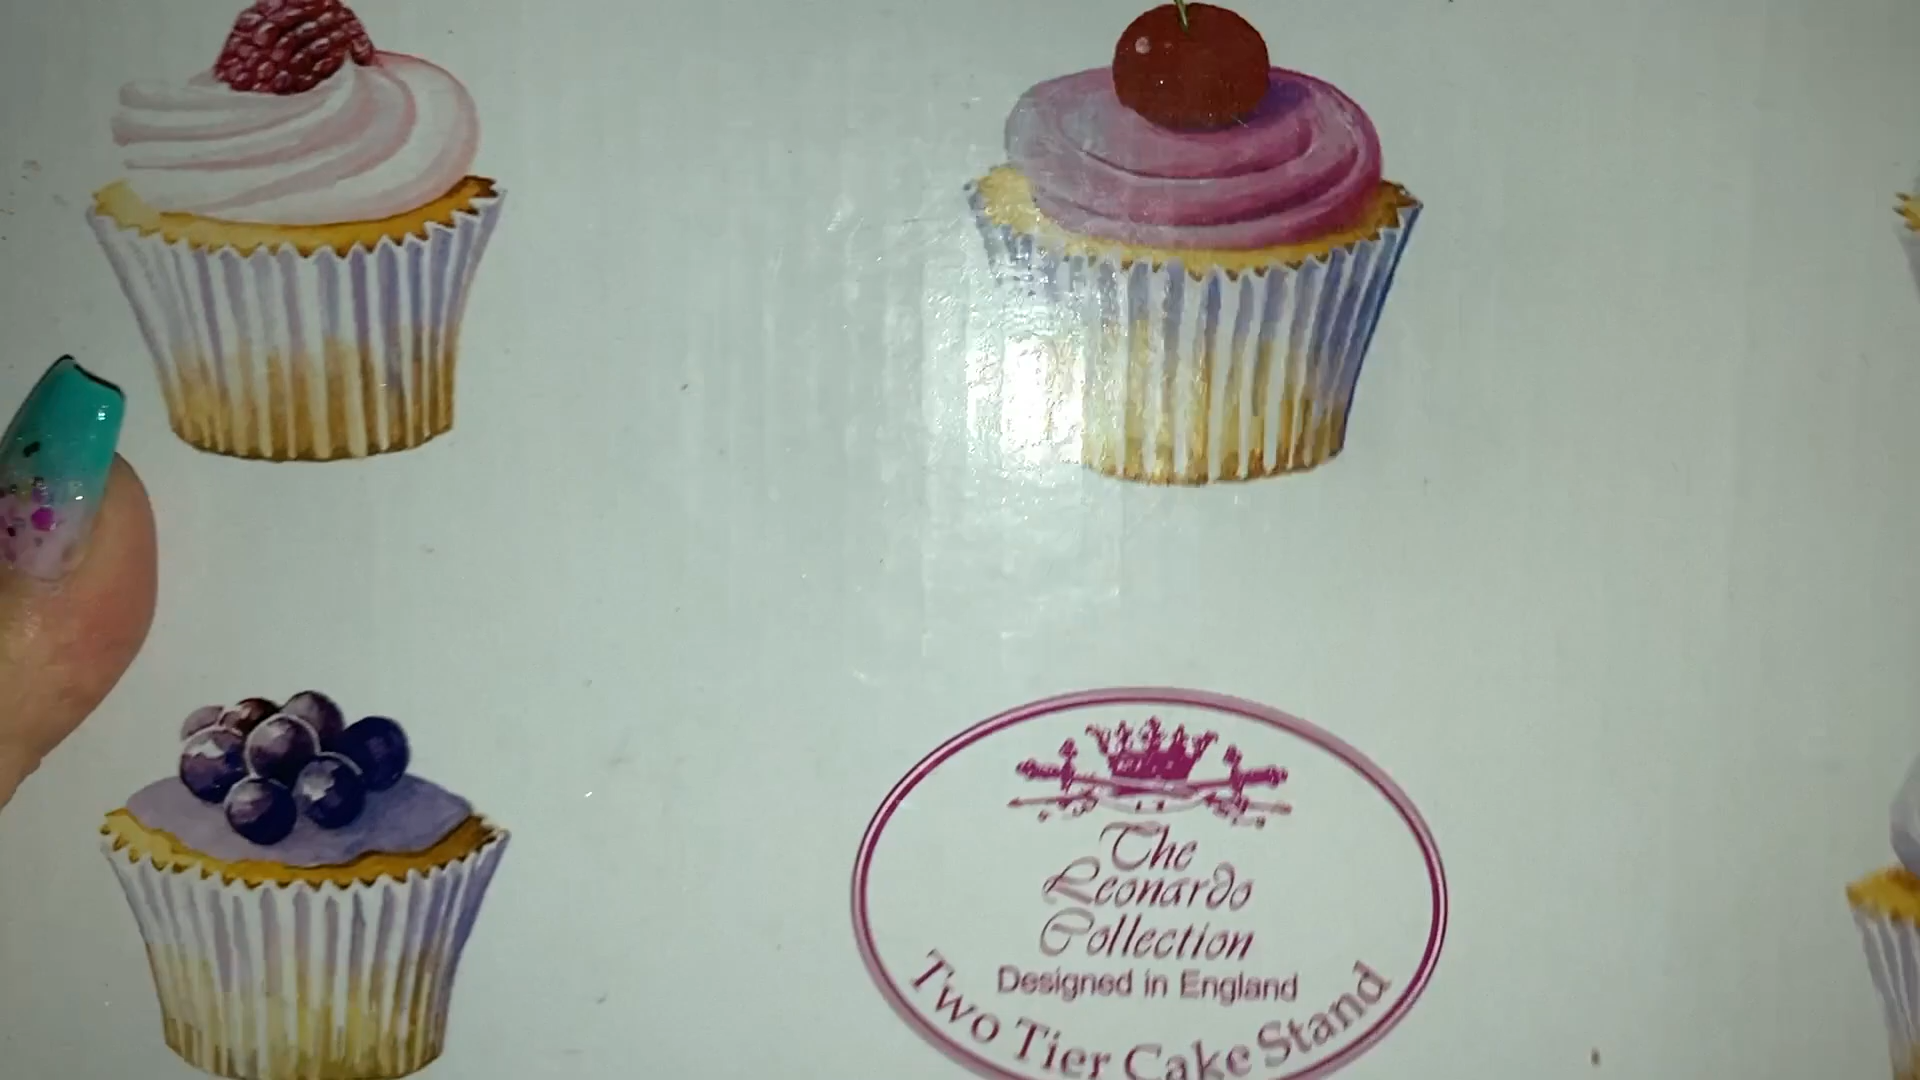 The
Leonardo
Collection
Designed in England
Two Tier Cake Stand